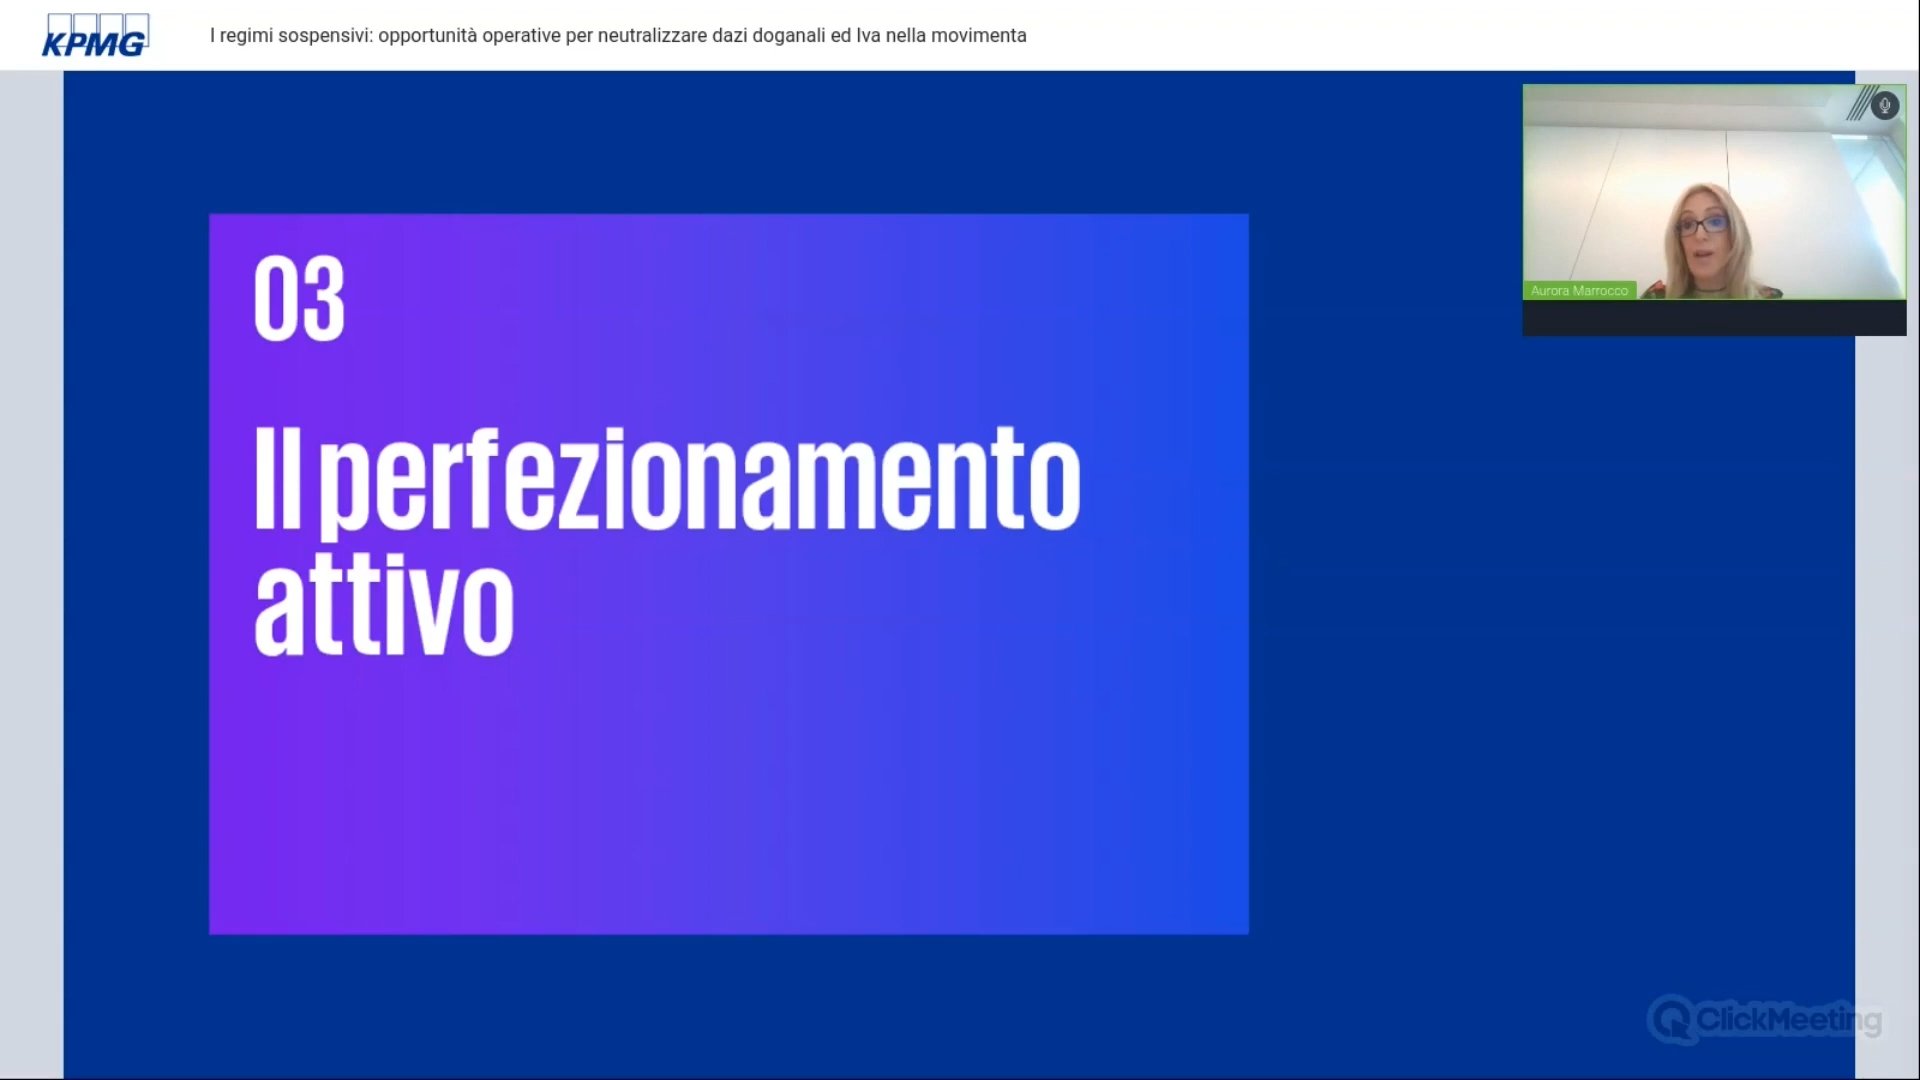 KPMG
I regimi sospensivi: opportunità operative per neutralizzare dazi doganali ed Iva nella movimenta
03
Il perfezionamento
attivo
Aurora Marrocco
ClickMeeting